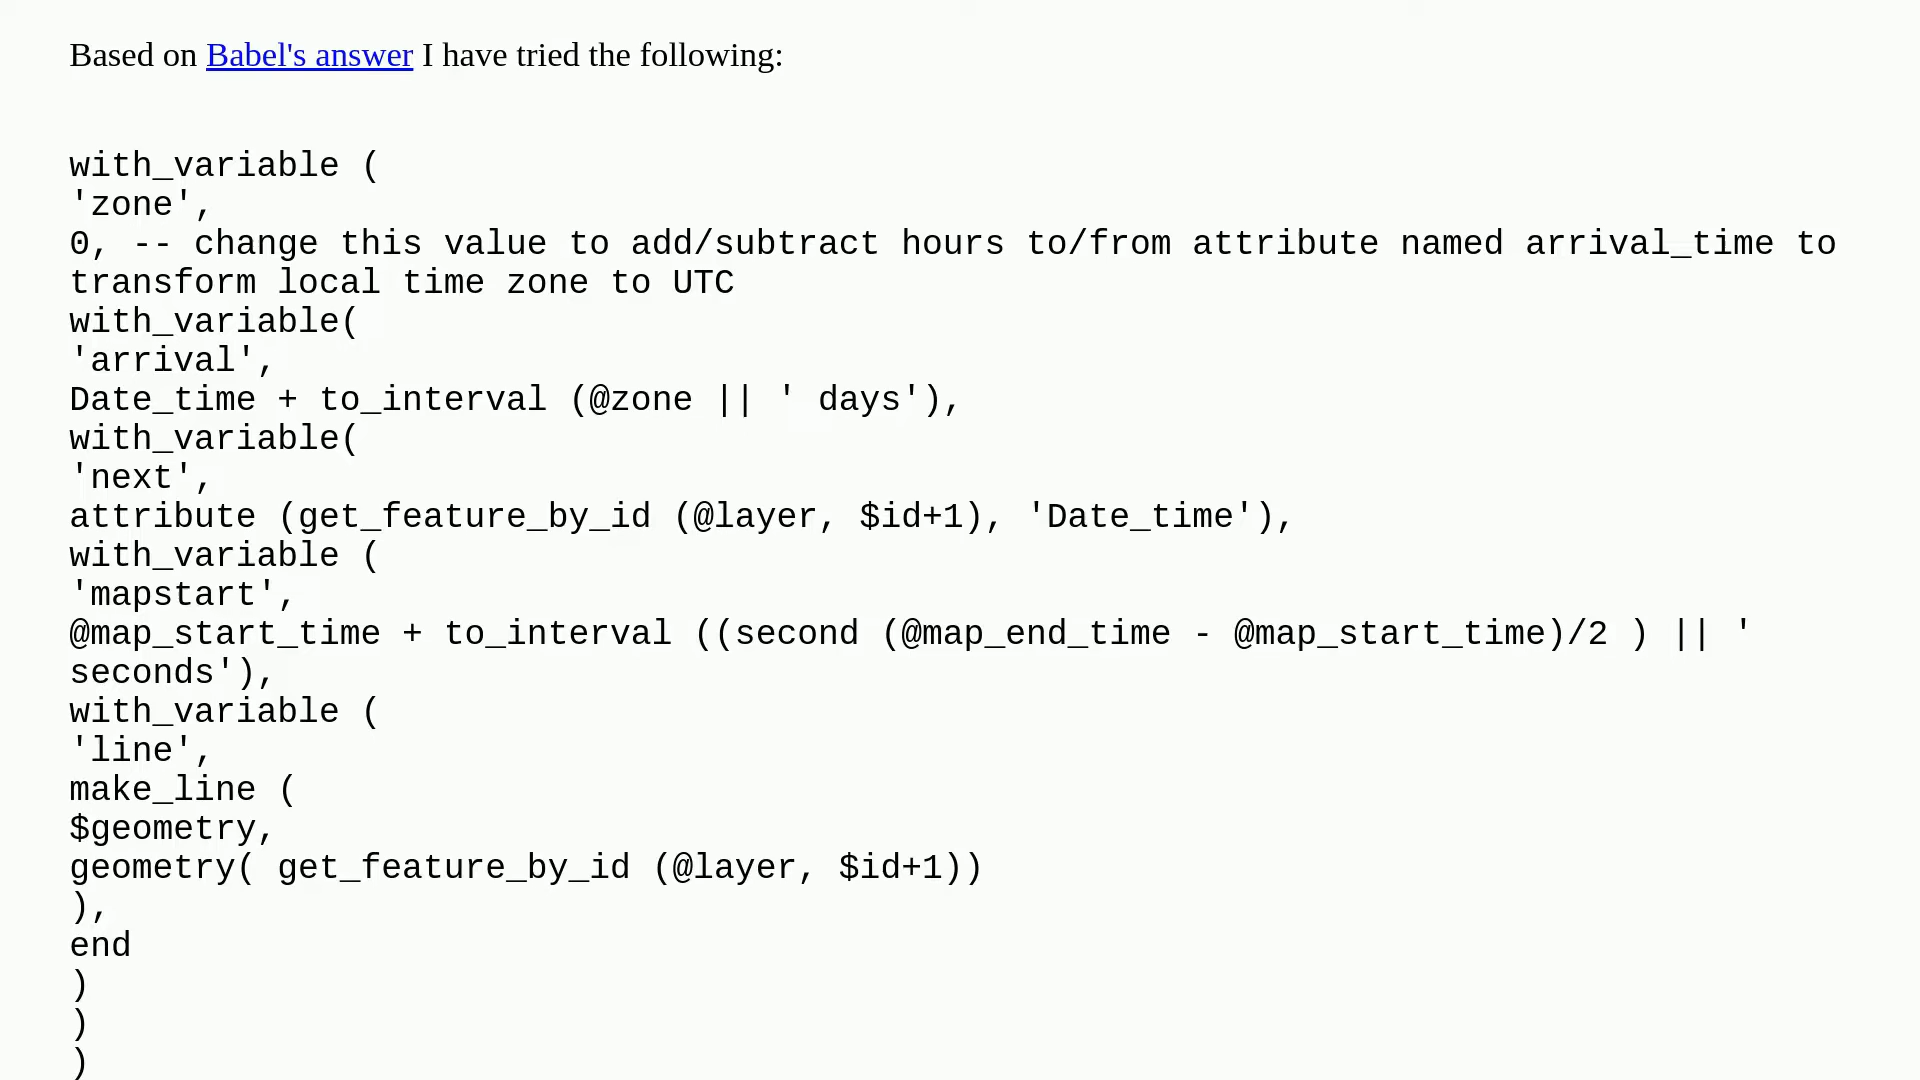 Based on Babel's answer I have tried the following:
with_variable (
'zone',
0, -- change this value to add/subtract hours to/from attribute named arrival_time to
transform local time zone to UTC
with_variable(
'arrival',
Date_time + to_interval (@zone || ' days'),
with_variable(
'next',
attribute (get_feature_by_id (@layer, $id+1), 'Date_time'),
with_variable (
'mapstart',
@map_start_time + to_interval ((second (@map_end_time - @map_start_time)/2 ) || '
seconds'),
with_variable (
'line',
make_line (
$geometry,
geometry( get_feature_by_id (@layer, $id+1))
),
end
)
)
)